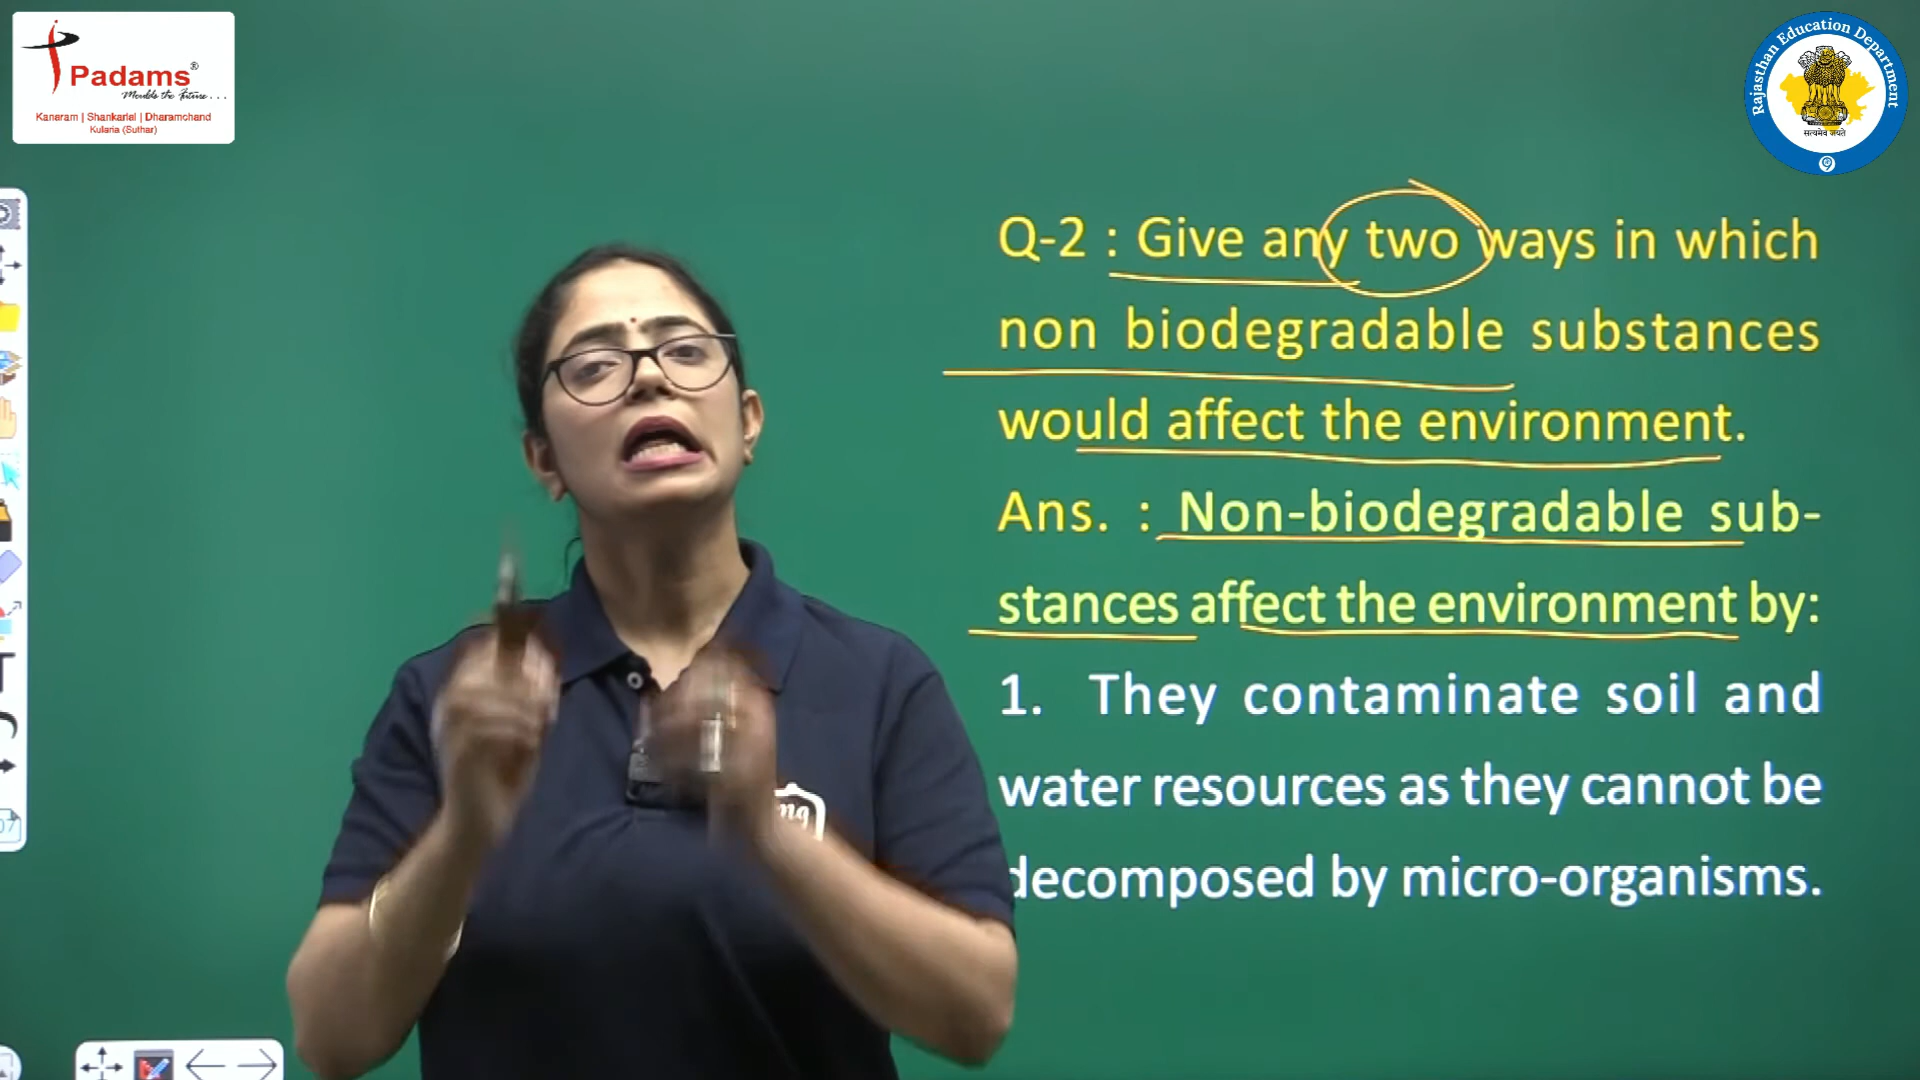 Padams®
Moulds the Future...
Kanaram | Shankarlal | Dharamchand
Kularia (Suthar)
Rajasthan Education Department
सत्यमेव जयते
Q-2 : Give any two ways in which
non biodegradable substances
would affect the environment.
Ans. : Non-biodegradable sub-
stances affect the environment by:
1. They contaminate soil and
water resources as they cannot be
decomposed by micro-organisms.